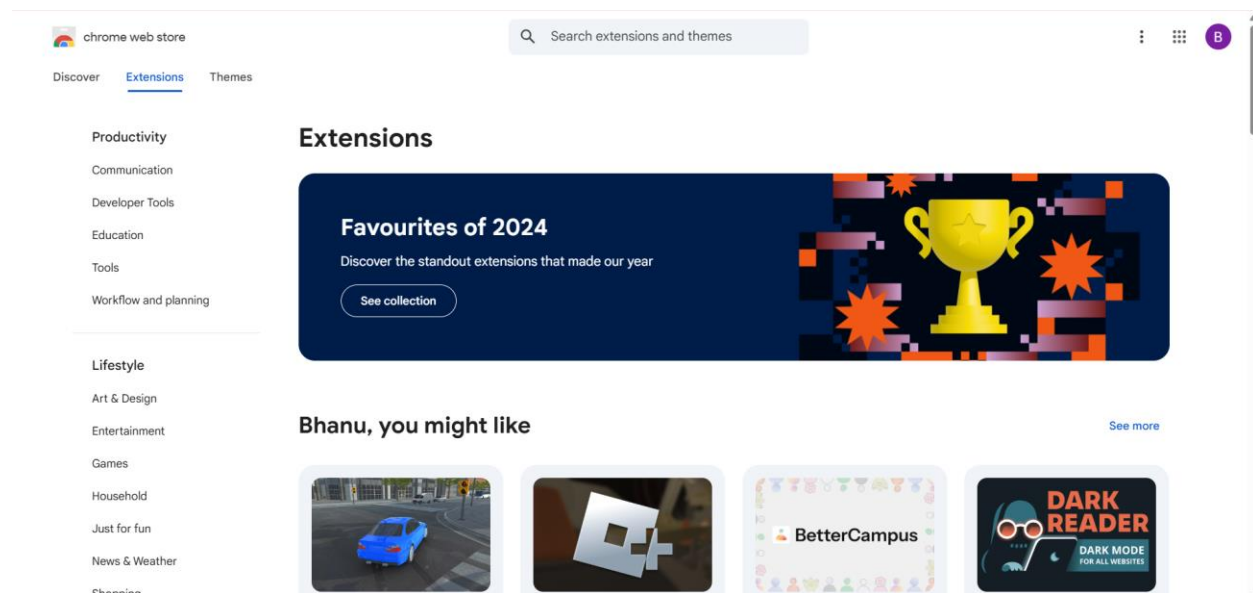 chrome web store
Search extensions and themes
B
Discover Extensions Themes
Productivity
Communication
Developer Tools
Education
Tools
Workflow and planning
Lifestyle
Art & Design
Entertainment
Games
Household
Just for fun
News & Weather
Shopping
Extensions
Favourites of 2024
Discover the standout extensions that made our year
See collection
Bhanu, you might like
See more
BetterCampus
DARK
READER
DARK MODE
FOR ALL WEBSITES